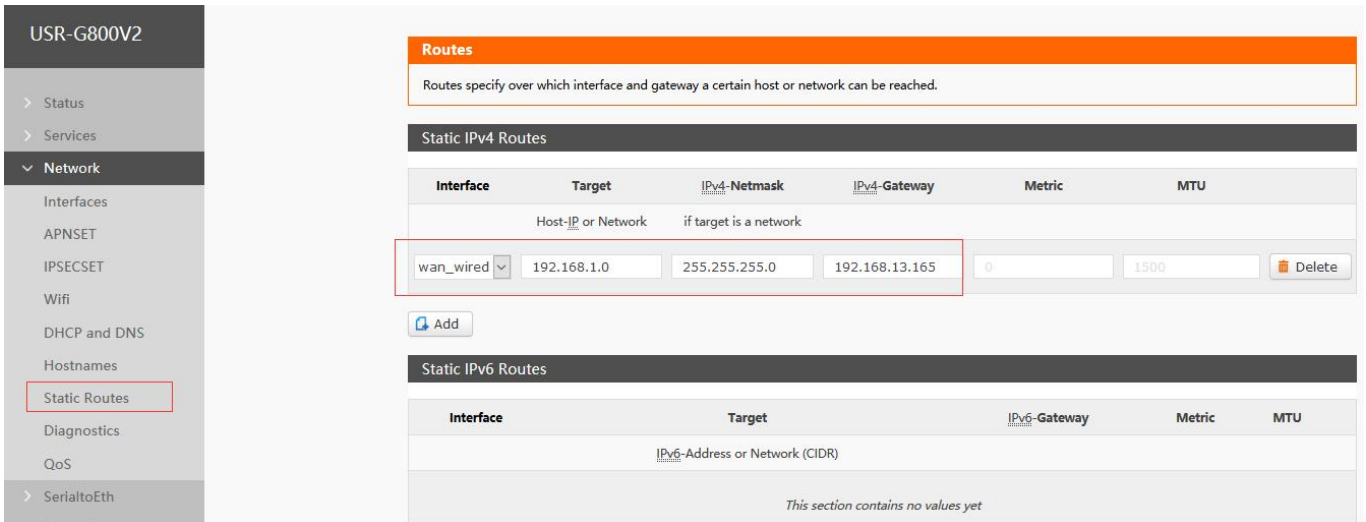 USR-G800V2
Status
Services
Network
Interfaces
APNSET
IPSECSET
Wifi
DHCP and DNS
Hostnames
Static Routes
Diagnostics
QoS
SerialtoEth
Routes
Routes specify over which interface and gateway a certain host or network can be reached.
Static IPv4 Routes
Interface Target IPv4-Netmask IPv4-Gateway Metric MTU
Host-IP or Network if target is a network
wan_wired 192.168.1.0 255.255.255.0 192.168.13.165 0 1500 Delete
Add
Static IPv6 Routes
Interface Target IPv6-Gateway Metric MTU
IPv6-Address or Network (CIDR)
This section contains no values yet